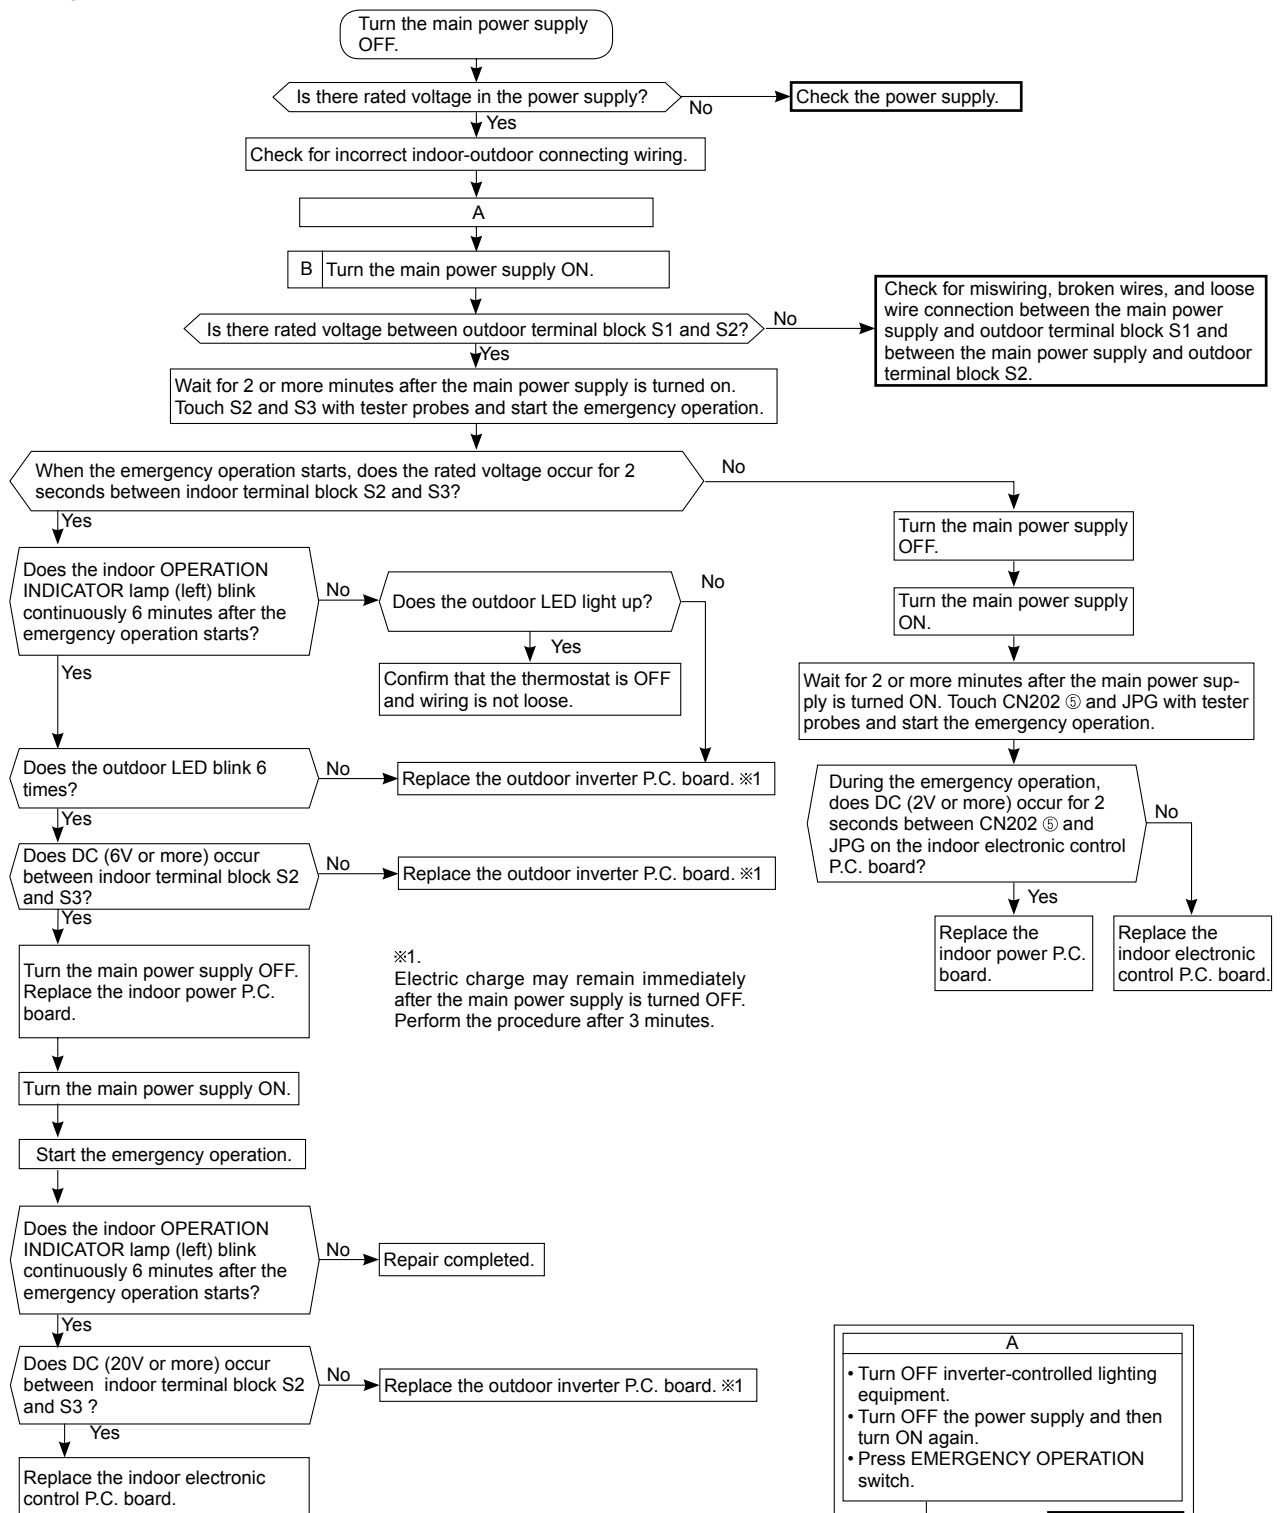 Turn the main power supply
OFF.
Is there rated voltage in the power supply?
No
Check the power supply.
Yes
Check for incorrect indoor-outdoor connecting wiring.
A
B
Turn the main power supply ON.
Is there rated voltage between outdoor terminal block S1 and S2?
No
Check for miswiring, broken wires, and loose
wire connection between the main power
supply and outdoor terminal block S1 and
between the main power supply and outdoor
terminal block S2.
Yes
Wait for 2 or more minutes after the main power supply is turned on.
Touch S2 and S3 with tester probes and start the emergency operation.
When the emergency operation starts, does the rated voltage occur for 2
seconds between indoor terminal block S2 and S3?
No
Yes
Does the indoor OPERATION
INDICATOR lamp (left) blink
continuously 6 minutes after the
emergency operation starts?
No
Does the outdoor LED light up?
No
Yes
Confirm that the thermostat is OFF
and wiring is not loose.
Yes
Does the outdoor LED blink 6
times?
No
Replace the outdoor inverter P.C. board. ※1
Yes
Does DC (6V or more) occur
between indoor terminal block S2
and S3?
No
Replace the outdoor inverter P.C. board. ※1
Yes
Turn the main power supply OFF.
Replace the indoor power P.C.
board.
※1.
Electric charge may remain immediately
after the main power supply is turned OFF.
Perform the procedure after 3 minutes.
Turn the main power supply ON.
Start the emergency operation.
Does the indoor OPERATION
INDICATOR lamp (left) blink
continuously 6 minutes after the
emergency operation starts?
No
Repair completed.
Yes
Does DC (20V or more) occur
between indoor terminal block S2
and S3 ?
No
Replace the outdoor inverter P.C. board. ※1
Yes
Replace the indoor electronic
control P.C. board.
Turn the main power supply
OFF.
Turn the main power supply
ON.
Wait for 2 or more minutes after the main power sup-
ply is turned ON. Touch CN202 ⑤ and JPG with tester
probes and start the emergency operation.
During the emergency operation,
does DC (2V or more) occur for 2
seconds between CN202 ⑤ and
JPG on the indoor electronic control
P.C. board?
No
Yes
Replace the
indoor power P.C.
board.
Replace the
indoor electronic
control P.C. board.
A
• Turn OFF inverter-controlled lighting
equipment.
• Turn OFF the power supply and then
turn ON again.
• Press EMERGENCY OPERATION
switch.